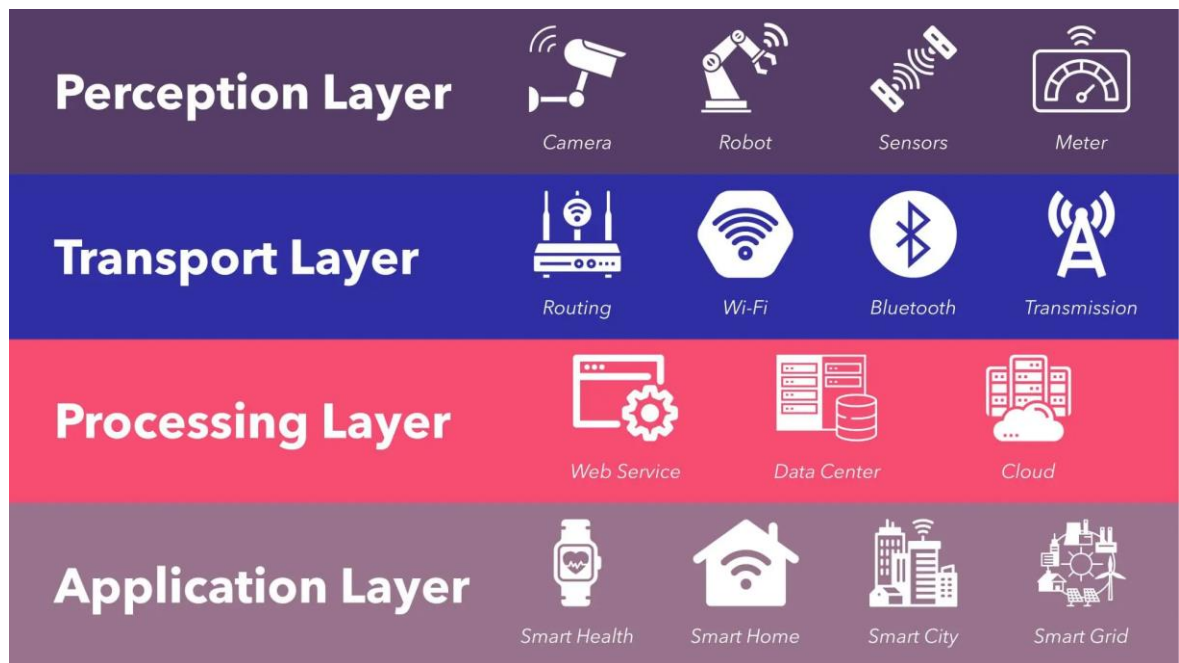 Perception Layer
Camera
Robot
Sensors
Meter
Transport Layer
Routing
Wi-Fi
Bluetooth
Transmission
Processing Layer
Web Service
Data Center
Cloud
Application Layer
Smart Health
Smart Home
Smart City
Smart Grid